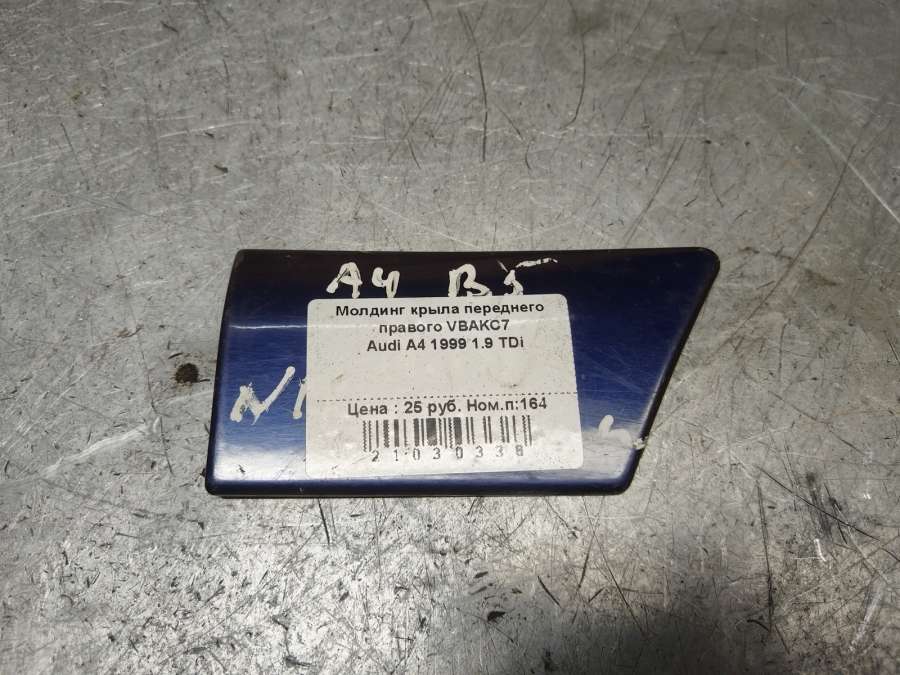 A4 B5
Молдинг крыла переднего
правого VBAKC7
Audi A4 1999 1.9 TDi
Цена : 25 руб. Ном.п:164
21030338